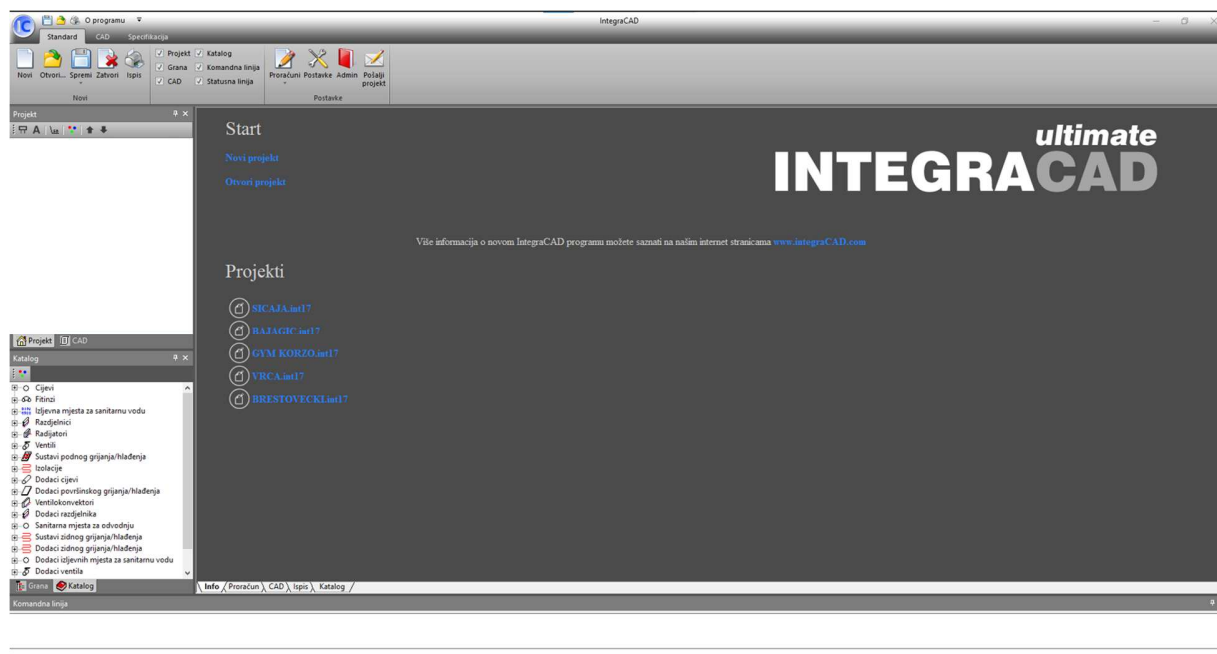 O programu
IntegraCAD
Standard CAD Specifikacija
Projekt Katalog
Grana Komandna linija
CAD Statusna linija
Novi Otvori... Spremi Zatvori Ispis
Proračuni Postavke Admin Pošalji projekt
Novi
Postavke
Projekt
Start
Novi projekt
Otvori projekt
ultimate
INTEGRACAD
Više informacija o novom IntegraCAD programu možete saznati na našim internet stranicama www.integraCAD.com
Projekti
SICAJA.int17
BAJAGIC.int17
GYM KORZO.int17
VRCA.int17
BRESTOVECKI.int17
Projekt CAD
Katalog
Cijevi
Fitinzi
Izljevna mjesta za sanitarnu vodu
Razdjelnici
Radijatori
Ventili
Sustavi podnog grijanja/hlađenja
Izolacije
Dodaci cijevi
Dodaci površinskog grijanja/hlađenja
Ventilokonvektori
Dodaci razdjelnika
Sanitarna mjesta za odvodnju
Sustavi zidnog grijanja/hlađenja
Dodaci zidnog grijanja/hlađenja
Dodaci izljevnih mjesta za sanitarnu vodu
Dodaci ventila
Grana Katalog
Info Proračun CAD Ispis Katalog
Komandna linija